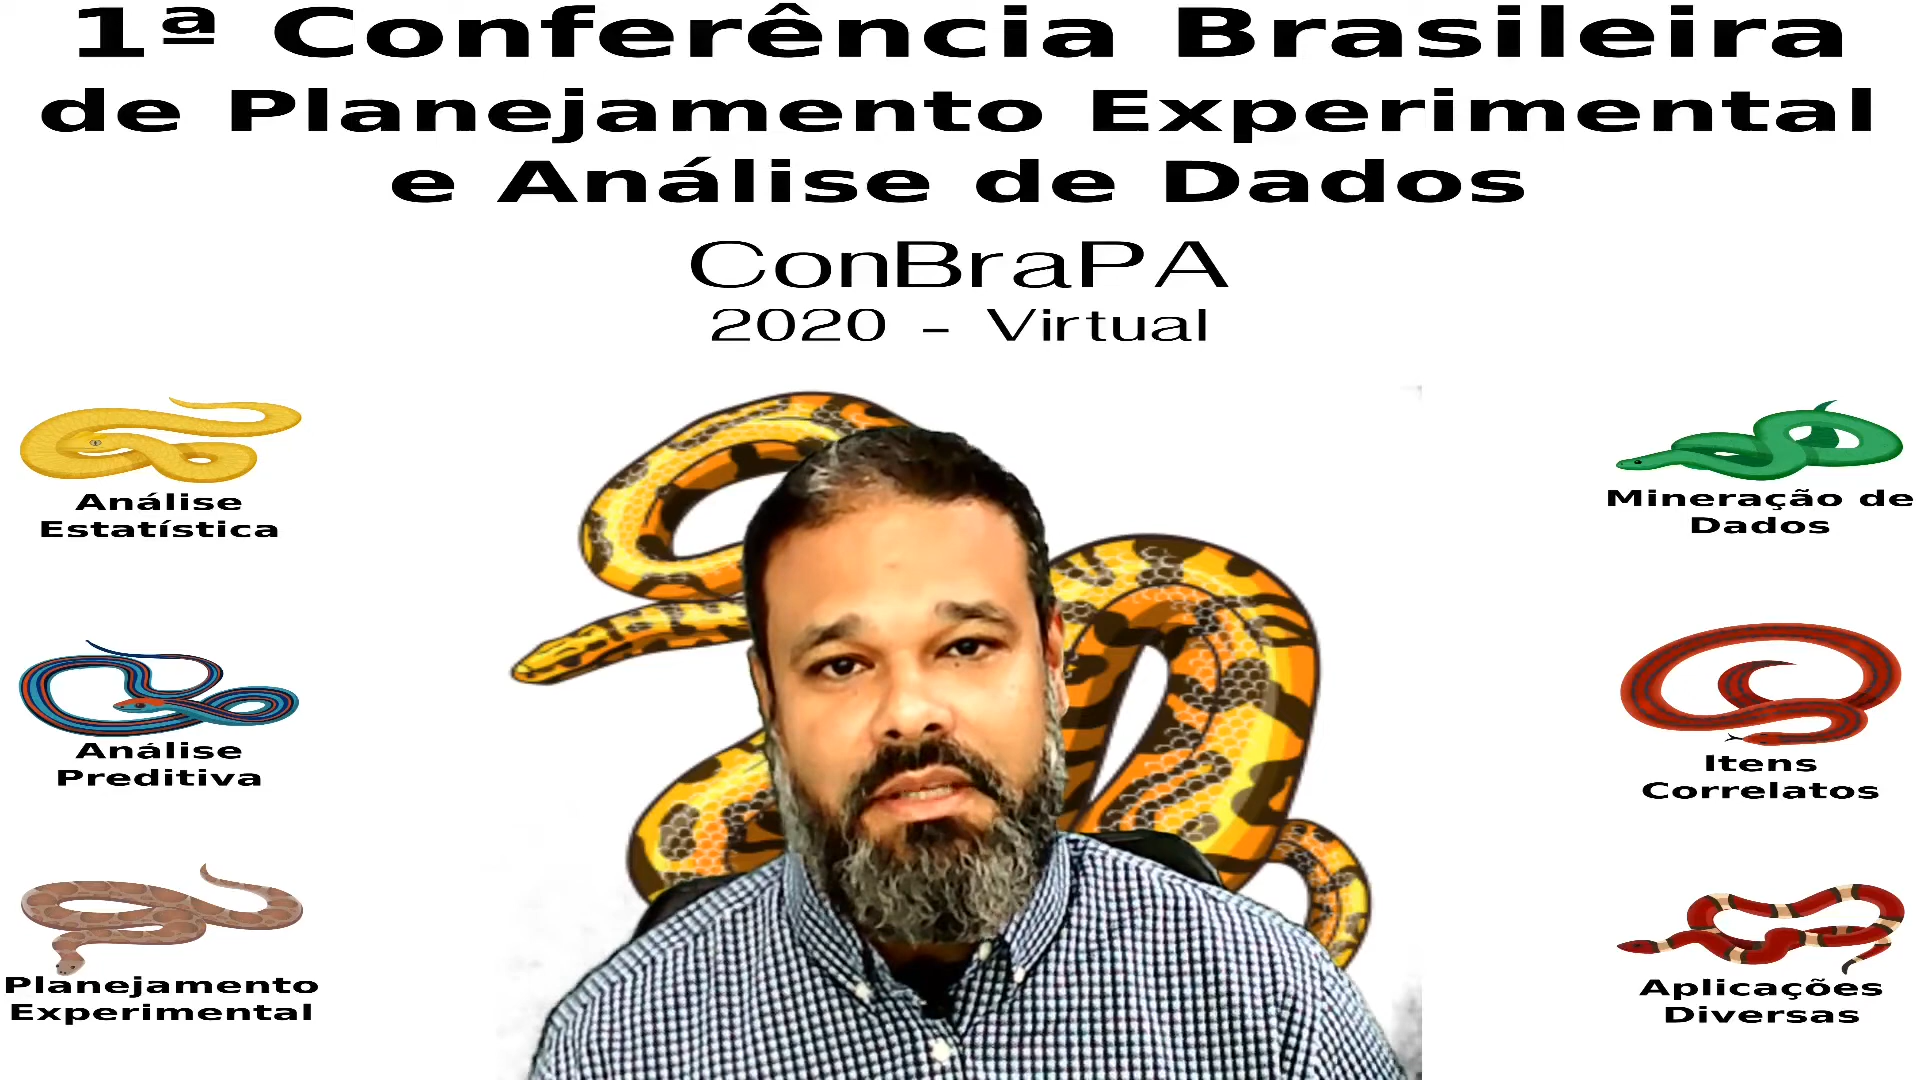 1ª Conferência Brasileira
de Planejamento Experimental
e Análise de Dados
ConBraPA
2020 - Virtual
Análise
Estatística
Análise
Preditiva
Planejamento
Experimental
Mineração de
Dados
Itens
Correlatos
Aplicações
Diversas